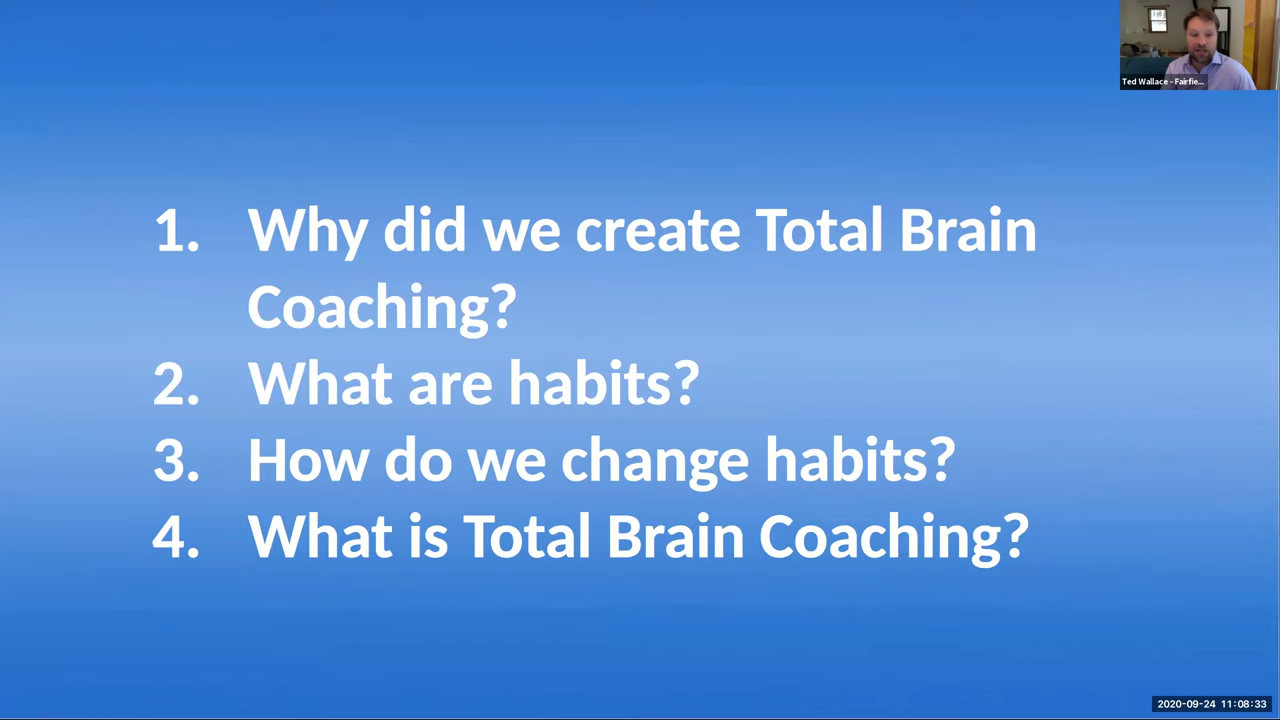 Ted Wallace - Fairfie...
1. Why did we create Total Brain
Coaching?
2. What are habits?
3. How do we change habits?
4. What is Total Brain Coaching?
2020-09-24 11:08:33